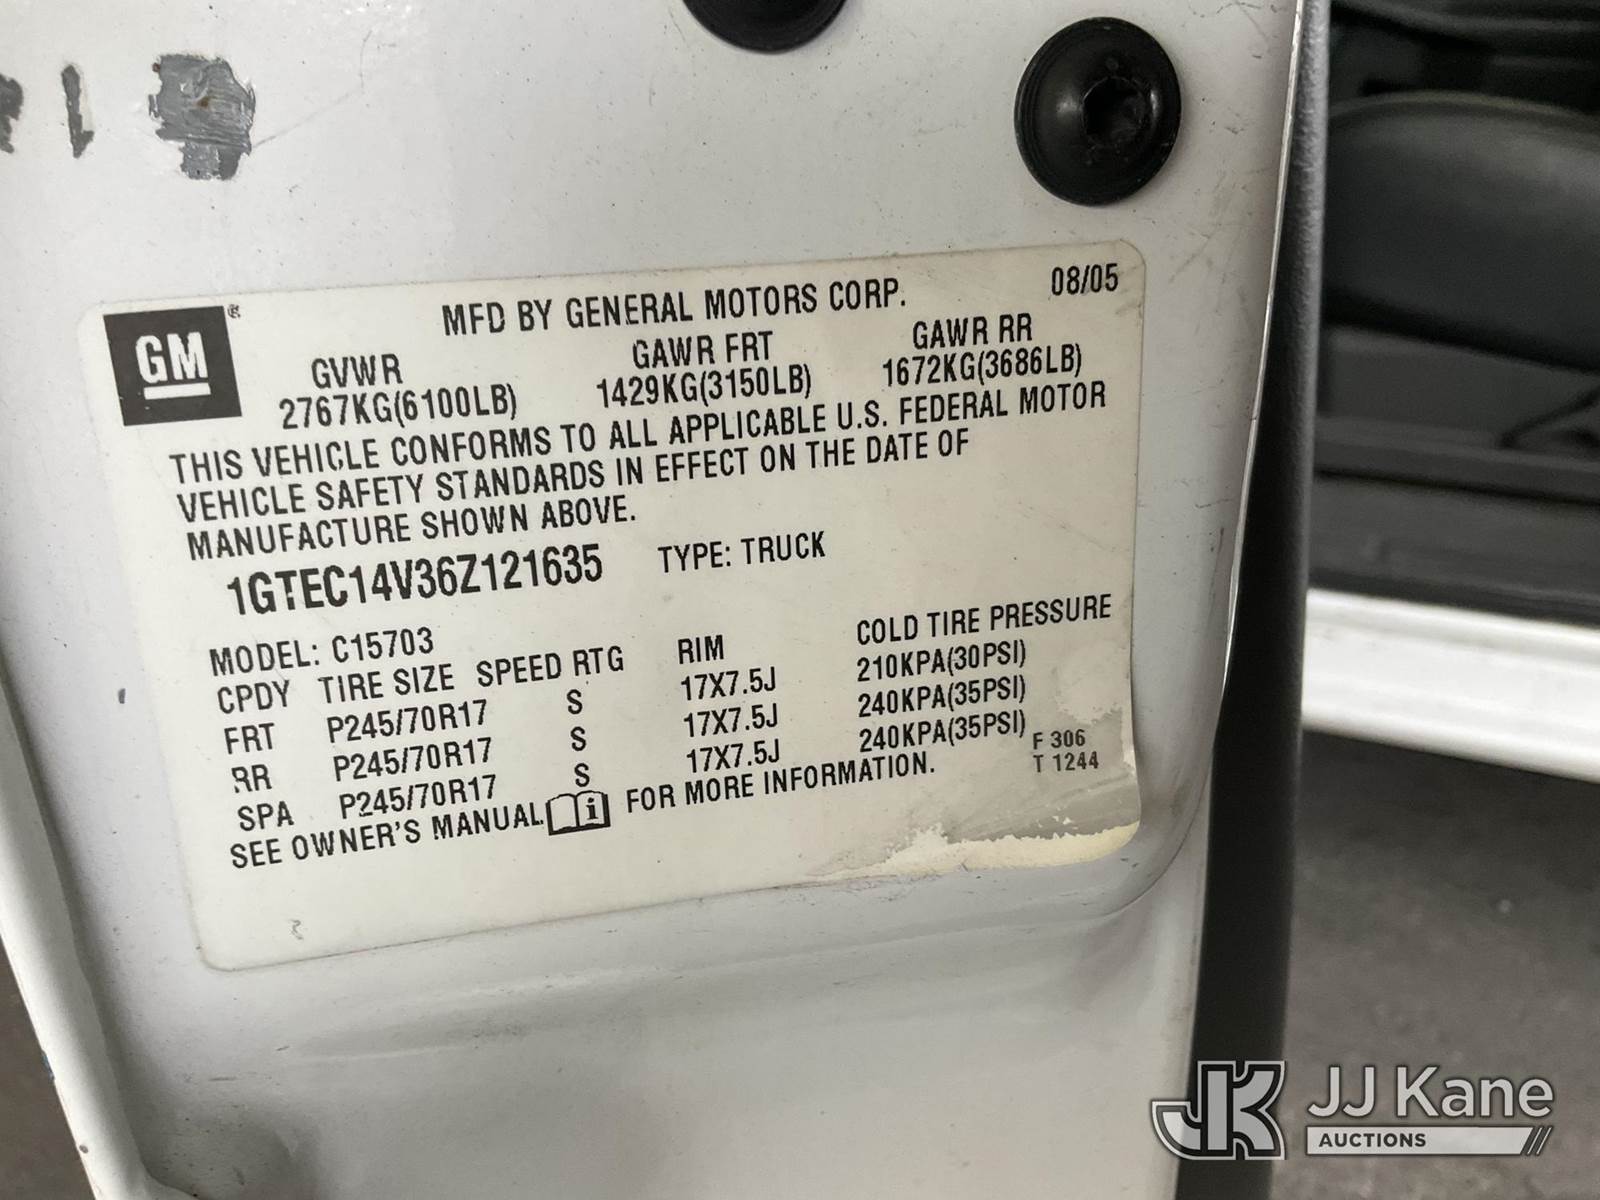 GM
MFD BY GENERAL MOTORS CORP. 08/05
GVWR GAWR FRT GAWR RR
2767KG(6100LB) 1429KG(3150LB) 1672KG(3686LB)
THIS VEHICLE CONFORMS TO ALL APPLICABLE U.S. FEDERAL MOTOR
VEHICLE SAFETY STANDARDS IN EFFECT ON THE DATE OF
MANUFACTURE SHOWN ABOVE.
1GTEC14V36Z121635 TYPE: TRUCK
MODEL: C15703
CPDY TIRE SIZE SPEED RTG RIM COLD TIRE PRESSURE
FRT P245/70R17 S 17X7.5J 210KPA(30PSI)
RR P245/70R17 S 17X7.5J 240KPA(35PSI)
SPA P245/70R17 S 17X7.5J 240KPA(35PSI)
SEE OWNER'S MANUAL i FOR MORE INFORMATION.
F 306
T 1244
JK JJ Kane
AUCTIONS